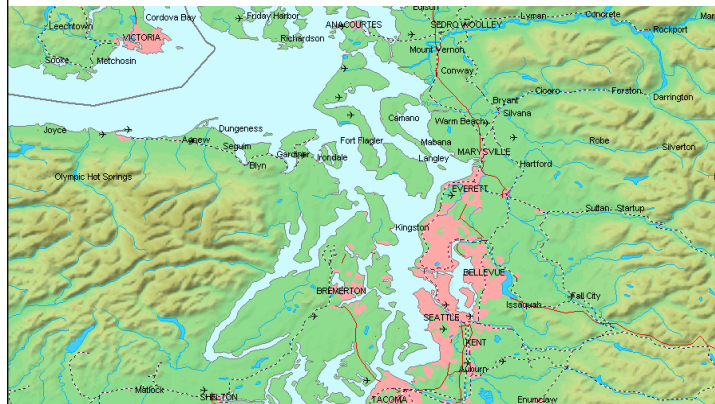 Cordova Bay
Friday Harbor
Edison
Leechtown
ANACOURTES
SEDRO WOOLLEY
Lyman
Concrete
Rockport
VICTORIA
Richardson
Mount Vernon
Sooke
Metchosin
Conway
Cicero
Forston
Darrington
Bryant
Silvana
Joyce
Dungeness
Camano
Warm Beach
Agnew
Sequim
Fort Flagler
Mabana
Robe
Silverton
Gardiner
Irondale
MARYSVILLE
Blyn
Langley
Hartford
Olympic Hot Springs
EVERETT
Sultan
Startup
Kingston
BELLEVUE
BREMERTON
Fall City
Issaquah
SEATTLE
KENT
Auburn
Matlock
SHELTON
TACOMA
Enumclaw